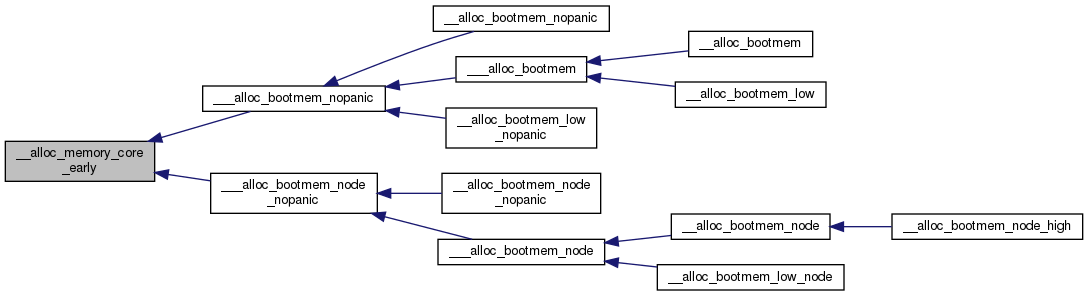 __alloc_bootmem_nopanic
__alloc_bootmem
___alloc_bootmem
___alloc_bootmem_nopanic
__alloc_bootmem_low
__alloc_bootmem_low
_nopanic
__alloc_memory_core
_early
___alloc_bootmem_node
_nopanic
__alloc_bootmem_node
_nopanic
__alloc_bootmem_node
__alloc_bootmem_node_high
___alloc_bootmem_node
__alloc_bootmem_low_node